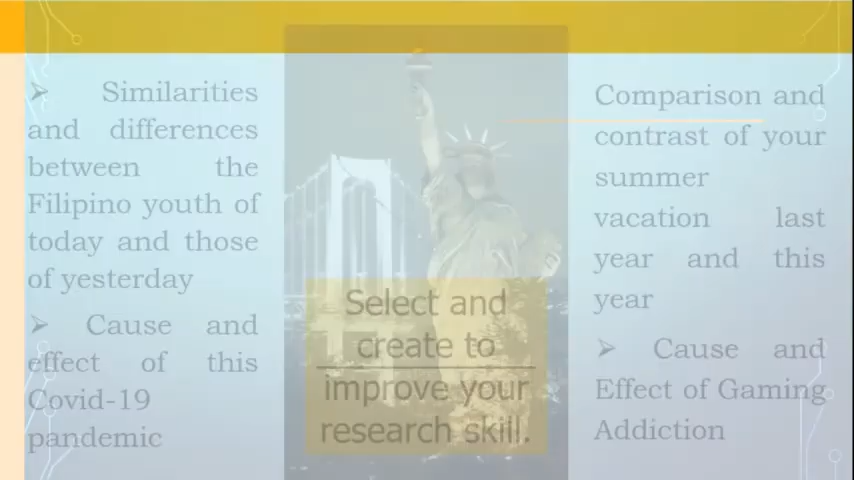 ➢ Similarities
and differences
between the
Filipino youth of
today and those
of yesterday
➢ Cause and
effect of this
Covid-19
pandemic
Select and
create to
improve your
research skill.
Comparison and
contrast of your
summer
vacation last
year and this
year
➢ Cause and
Effect of Gaming
Addiction